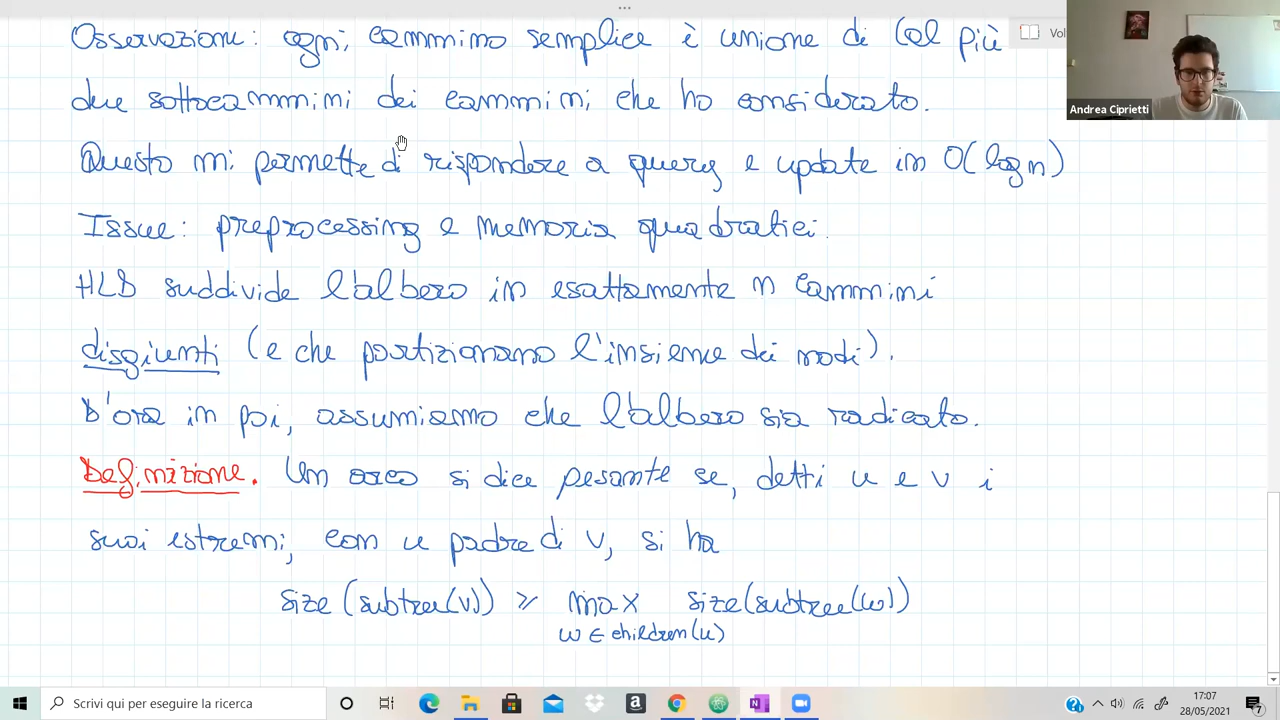 Osservazione: ogni cammino semplice è unione di (al più
due sottocammini dei cammini che ho considerato.
Questo mi permette di rispondere a query e update in O(log n)
Issue: preprocessing e memoria quadratici.
HLD suddivide l'albero in esattamente n cammini
disgiunti (e che partizionano l'insieme dei nodi).
D'ora in poi, assumiamo che l'albero sia radicato.
Definizione. Un arco si dice pesante se, detti u e v i
suoi estremi, con u padre di v, si ha
size(subtree(v)) ≥ max size(subtree(w))
w ∈ children(u)
Vol
Andrea Ciprietti
Scrivi qui per eseguire la ricerca
17:07
28/05/2021
7